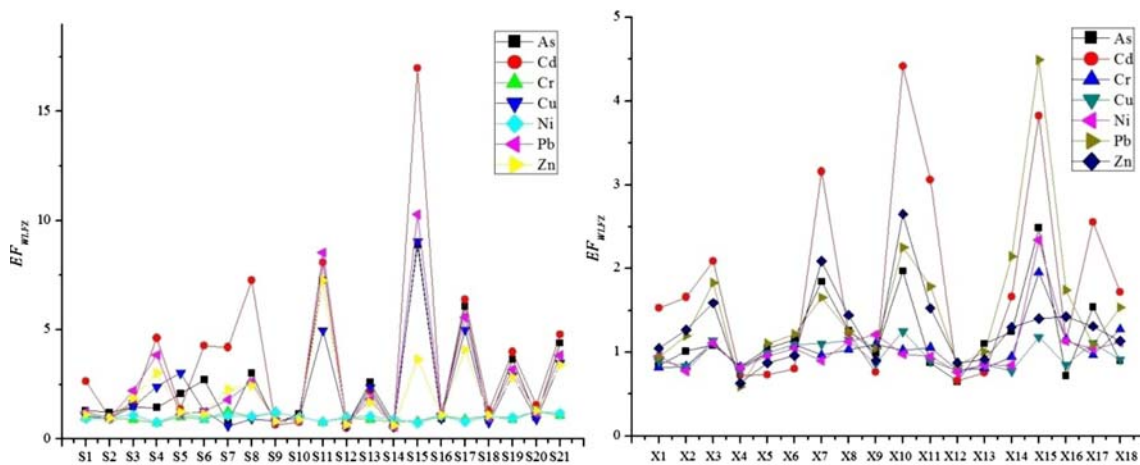 As
Cd
Cr
Cu
Ni
Pb
Zn
15
10
5
0
EF WLFZ
S1 S2 S3 S4 S5 S6 S7 S8 S9 S10 S11 S12 S13 S14 S15 S16 S17 S18 S19 S20 S21
As
Cd
Cr
Cu
Ni
Pb
Zn
5
4
3
2
1
0
EF WLFZ
X1 X2 X3 X4 X5 X6 X7 X8 X9 X10 X11 X12 X13 X14 X15 X16 X17 X18